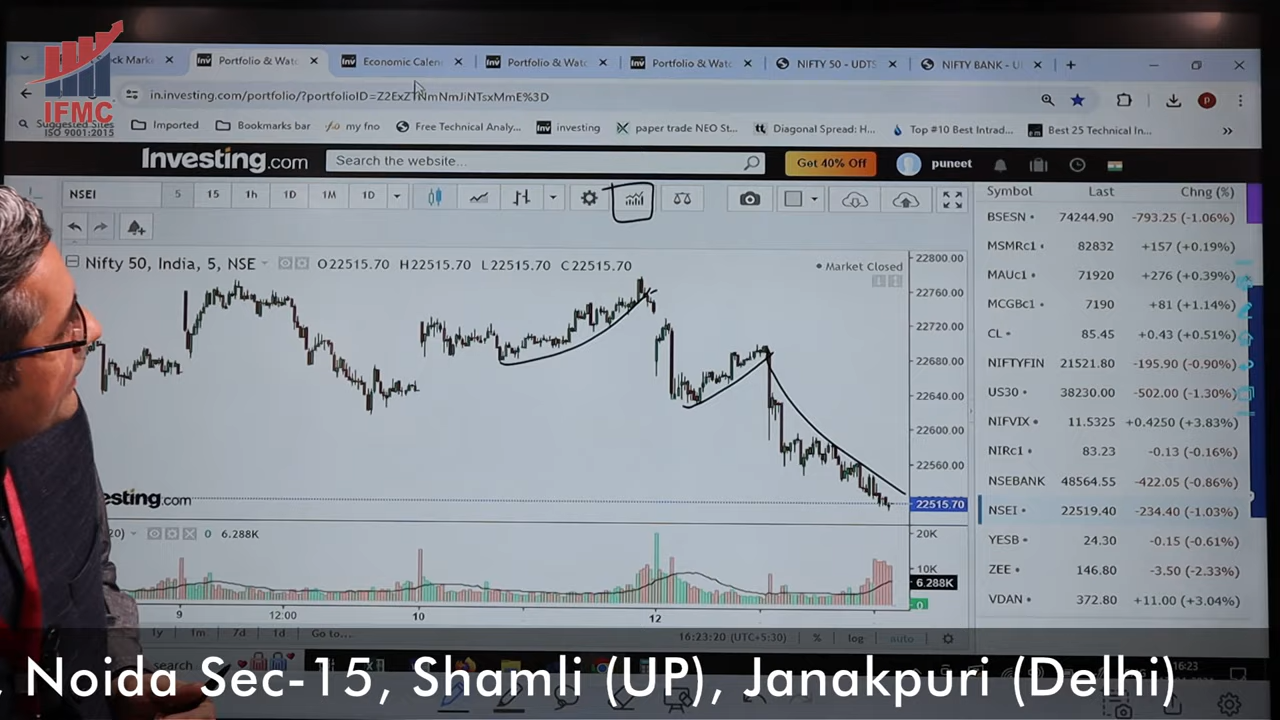 IFMC
ISO 9001:2015
Portfolio & Watc
Economic Calen
Portfolio & Watc
Portfolio & Watc
NIFTY 50 - UDTS
NIFTY BANK - U
in.investing.com/portfolio/?portfolioID=
Suggested Sites
Imported
Bookmarks bar
my fno
Free Technical Analy...
investing
paper trade NEO St...
Diagonal Spread: H...
Top #10 Best Intrad...
Best 25 Technical In...
Investing.com
Search the website...
Get 40% Off
puneet
NSEI 5 15 1h 1D 1M 1D
Nifty 50, India, 5, NSE O22515.70 H22515.70 L22515.70 C22515.70
Market Closed
22800.00
22760.00
22720.00
22680.00
22640.00
22600.00
22560.00
22515.70
esting.com
20) 0 6.288K
20K
10K
6.288K
0
9 12:00 10 12
1y 1m 7d 1d Go to...
16:23:20 (UTC+5:30) % log auto
Symbol Last Chng (%)
BSESN 74244.90 -793.25 (-1.06%)
MSMRc1 82832 +157 (+0.19%)
MAUc1 71920 +276 (+0.39%)
MCGBc1 7190 +81 (+1.14%)
CL 85.45 +0.43 (+0.51%)
NIFTYFIN 21521.80 -195.90 (-0.90%)
US30 38230.00 -502.00 (-1.30%)
NIFVIX 11.5325 +0.4250 (+3.83%)
NIRc1 83.23 -0.13 (-0.16%)
NSEBANK 48564.55 -422.05 (-0.86%)
NSEI 22519.40 -234.40 (-1.03%)
YESB 24.30 -0.15 (-0.61%)
ZEE 146.80 -3.50 (-2.33%)
VDAN 372.80 +11.00 (+3.04%)
search
16:23
, Noida Sec-15, Shamli (UP), Janakpuri (Delhi)